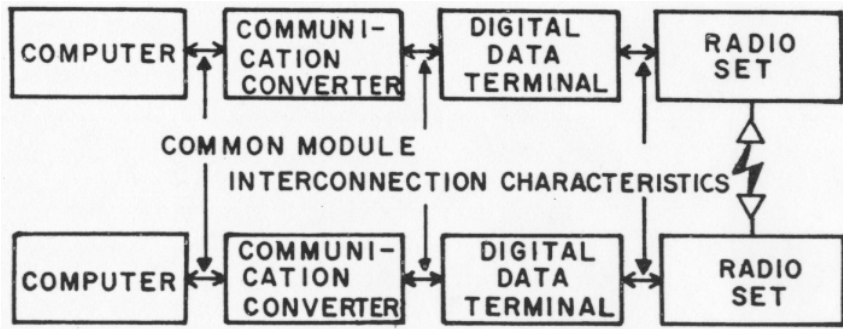 COMPUTER
COMMUNI-
CATION
CONVERTER
DIGITAL
DATA
TERMINAL
RADIO
SET
COMMON MODULE
INTERCONNECTION CHARACTERISTICS
COMPUTER
COMMUNI-
CATION
CONVERTER
DIGITAL
DATA
TERMINAL
RADIO
SET